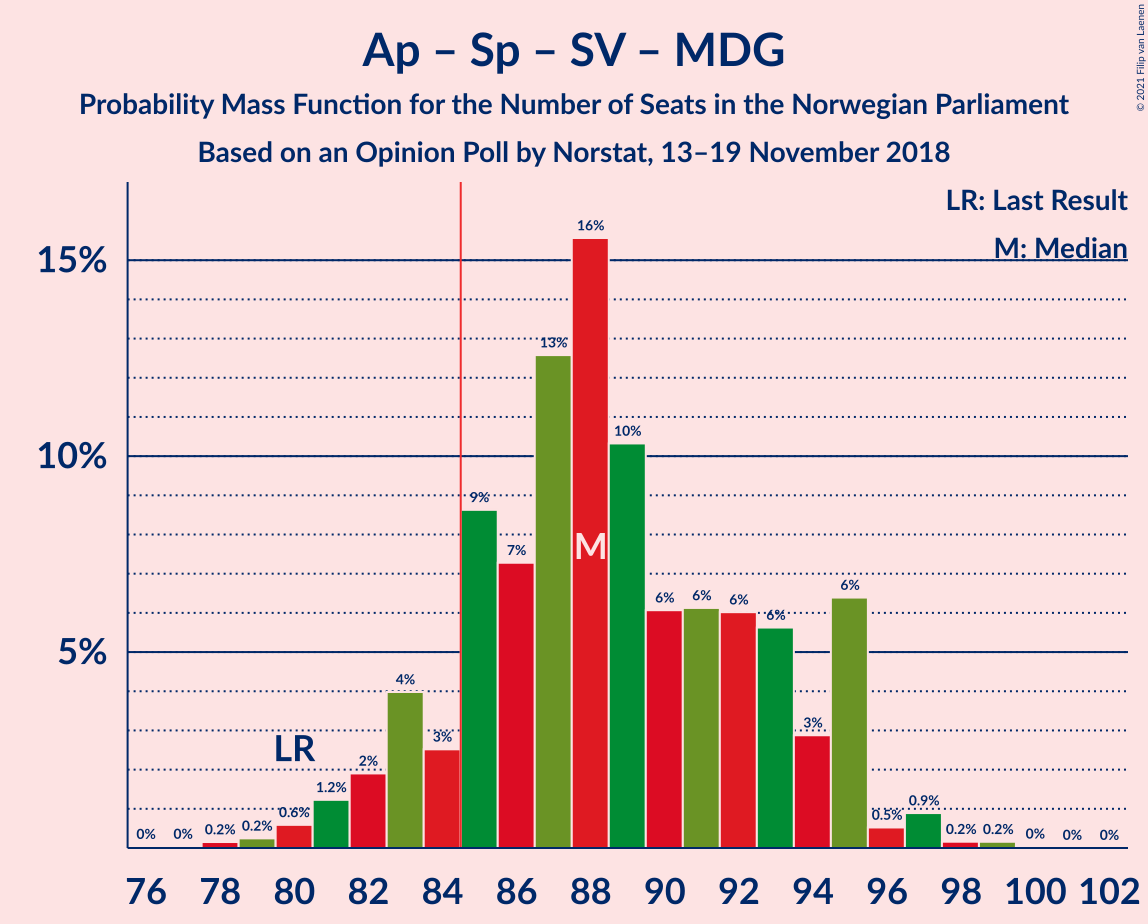 Ap – Sp – SV – MDG
Probability Mass Function for the Number of Seats in the Norwegian Parliament
Based on an Opinion Poll by Norstat, 13–19 November 2018
© 2021 Filip van Laenen
LR: Last Result
M: Median
15%
10%
5%
0% 0% 0.2% 0.2% 0.6% 1.2% 2% 4% 3% 9% 7% 13% 16% 10% 6% 6% 6% 6% 3% 6% 0.5% 0.9% 0.2% 0.2% 0% 0% 0%
LR
M
76 78 80 82 84 86 88 90 92 94 96 98 100 102